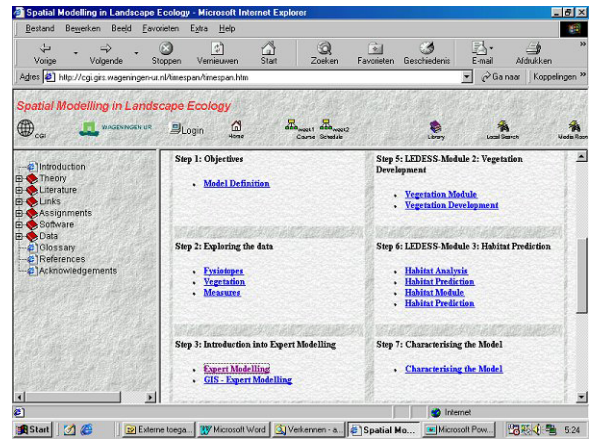 Spatial Modelling in Landscape Ecology - Microsoft Internet Explorer
Bestand Bewerken Beeld Favorieten Extra Help
Vorige Volgende Stoppen Vernieuwen Start Zoeken Favorieten Geschiedenis E-mail Afdrukken »
Adres http://cgi.girs.wageningen-ur.nl/timespan/timespan.htm Ga naar Koppelingen »
Spatial Modelling in Landscape Ecology
CGI WAGENINGEN UR Login Home week1 week2 Course Schedule Library Local Search Media Room
Introduction
Theory
Literature
Links
Assignments
Software
Data
Glossary
References
Acknowledgements
Step 1: Objectives
Model Definition
Step 2: Exploring the data
Fysiotopes
Vegetation
Measures
Step 3: Introduction into Expert Modelling
Expert Modelling
GIS - Expert Modelling
Step 5: LEDESS-Module 2: Vegetation
Development
Vegetation Module
Vegetation Development
Step 6: LEDESS-Module 3: Habitat Prediction
Habitat Analysis
Habitat Prediction
Habitat Module
Habitat Prediction
Step 7: Characterising the Model
Characterising the Model
Internet
Start Externe toega... Microsoft Word Verkennen - a... Spatial Mo... Microsoft Pow... 5:24